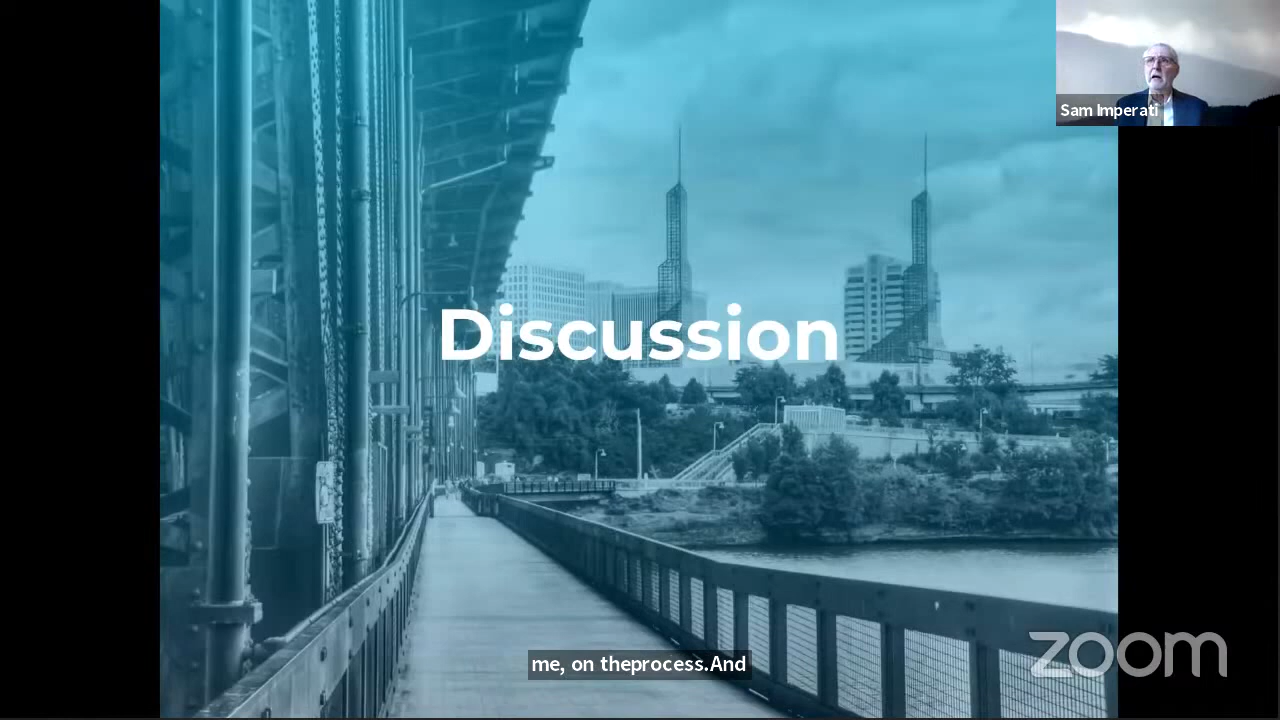 Sam Imperati
Discussion
me, on theprocess.And
zoom